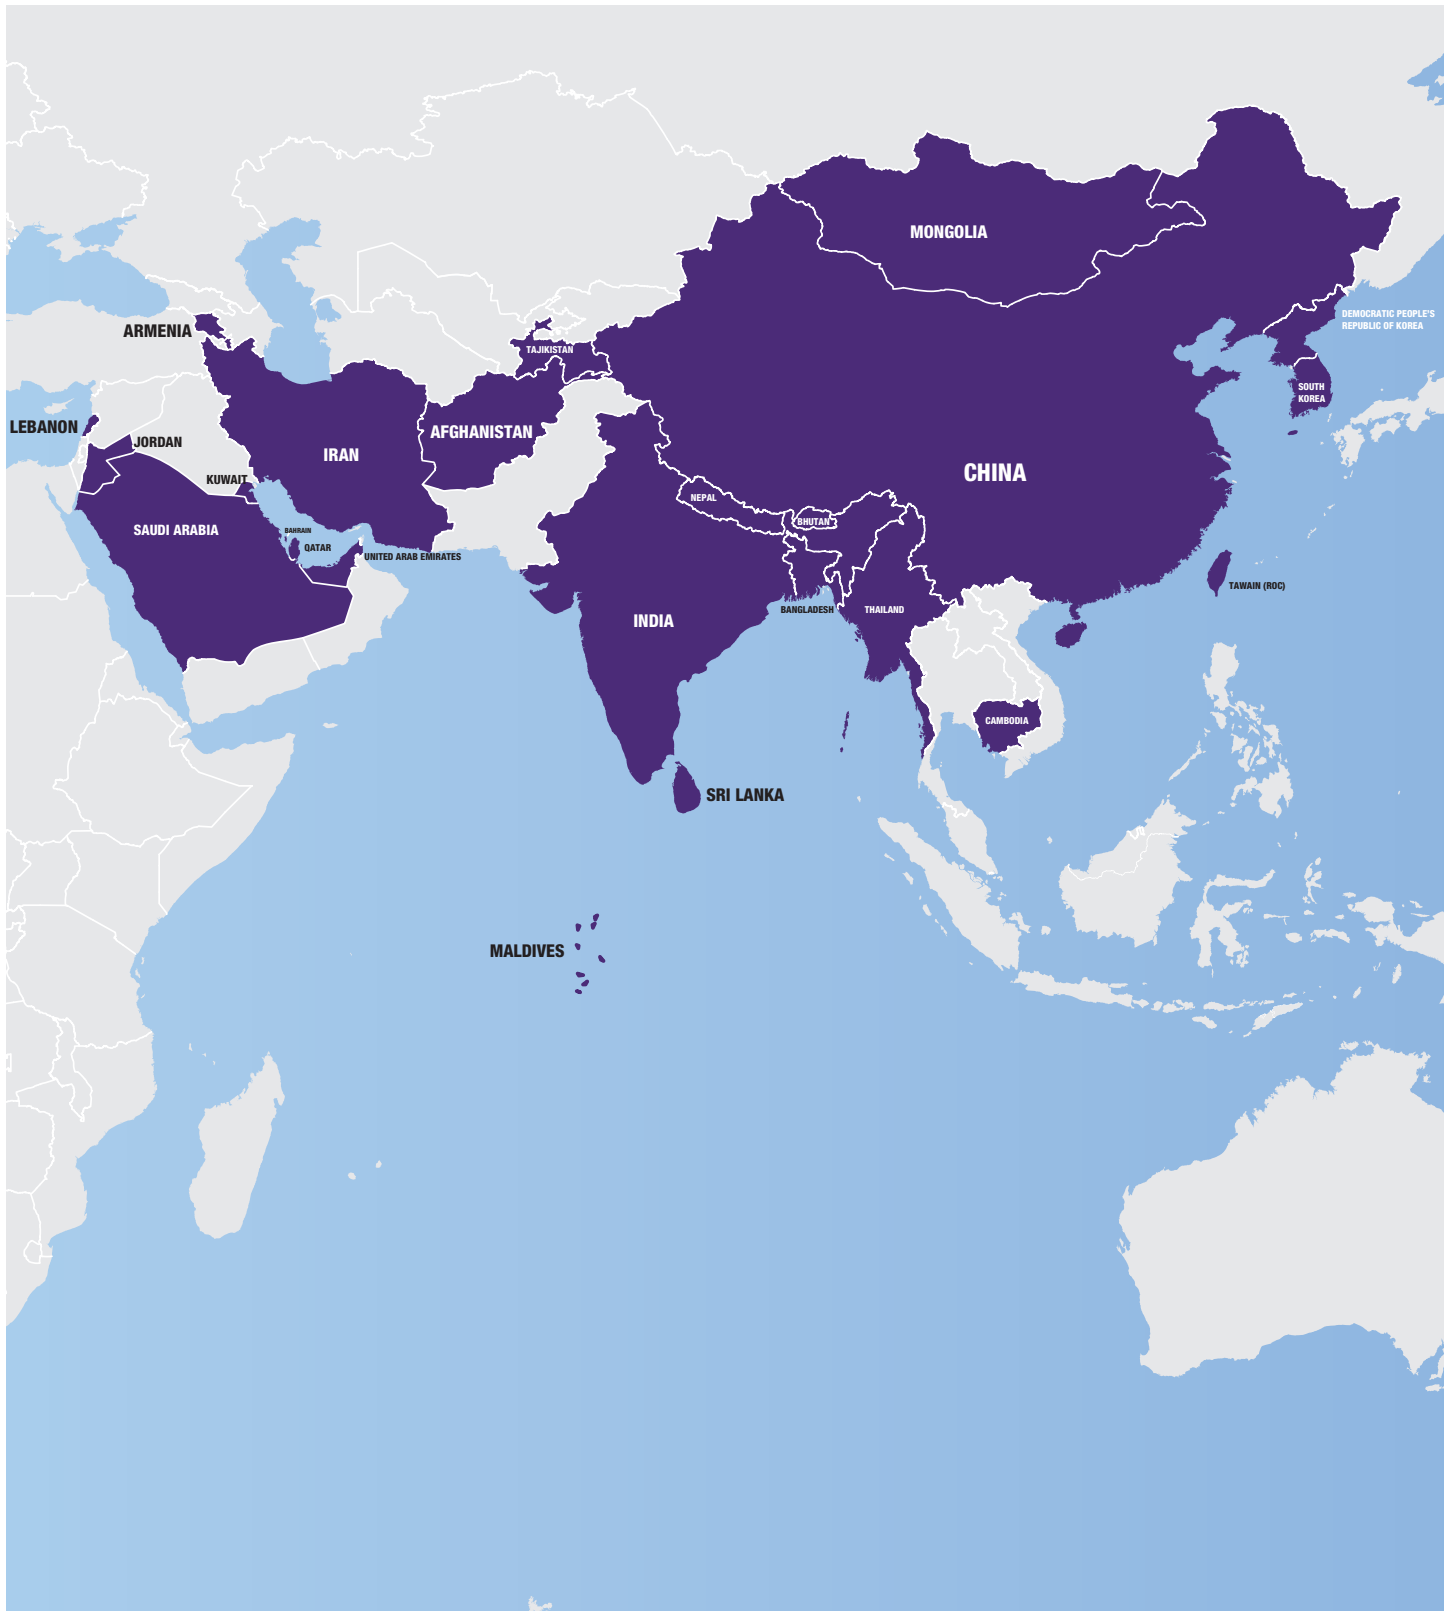 MONGOLIA
DEMOCRATIC PEOPLE'S
REPUBLIC OF KOREA
ARMENIA
TAJIKISTAN
SOUTH
KOREA
LEBANON
JORDAN
AFGHANISTAN
IRAN
CHINA
KUWAIT
NEPAL
BHUTAN
SAUDI ARABIA
BAHRAIN
QATAR
UNITED ARAB EMIRATES
TAWAIN (ROC)
BANGLADESH
THAILAND
INDIA
CAMBODIA
SRI LANKA
MALDIVES